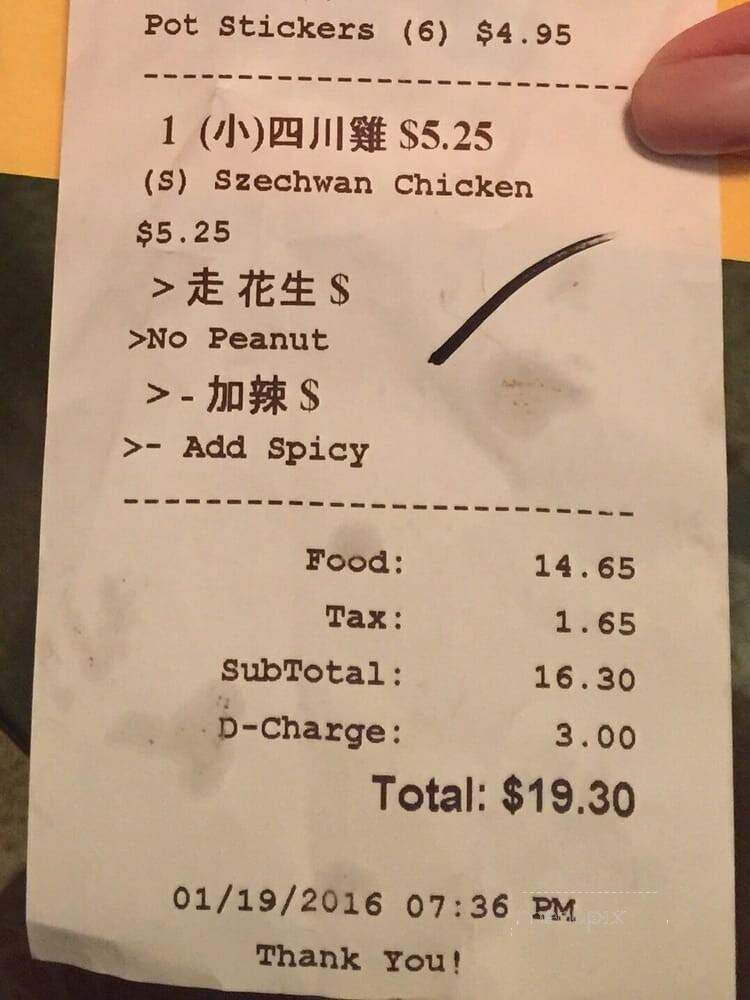 Pot Stickers (6) $4.95
--------------------------
1 (小)四川雞 $5.25
(S) Szechwan Chicken
$5.25
> 走 花生 $
>No Peanut
> - 加辣 $
>- Add Spicy
--------------------------
Food: 14.65
Tax: 1.65
SubTotal: 16.30
D-Charge: 3.00
Total: $19.30
01/19/2016 07:36 PM
Thank You!